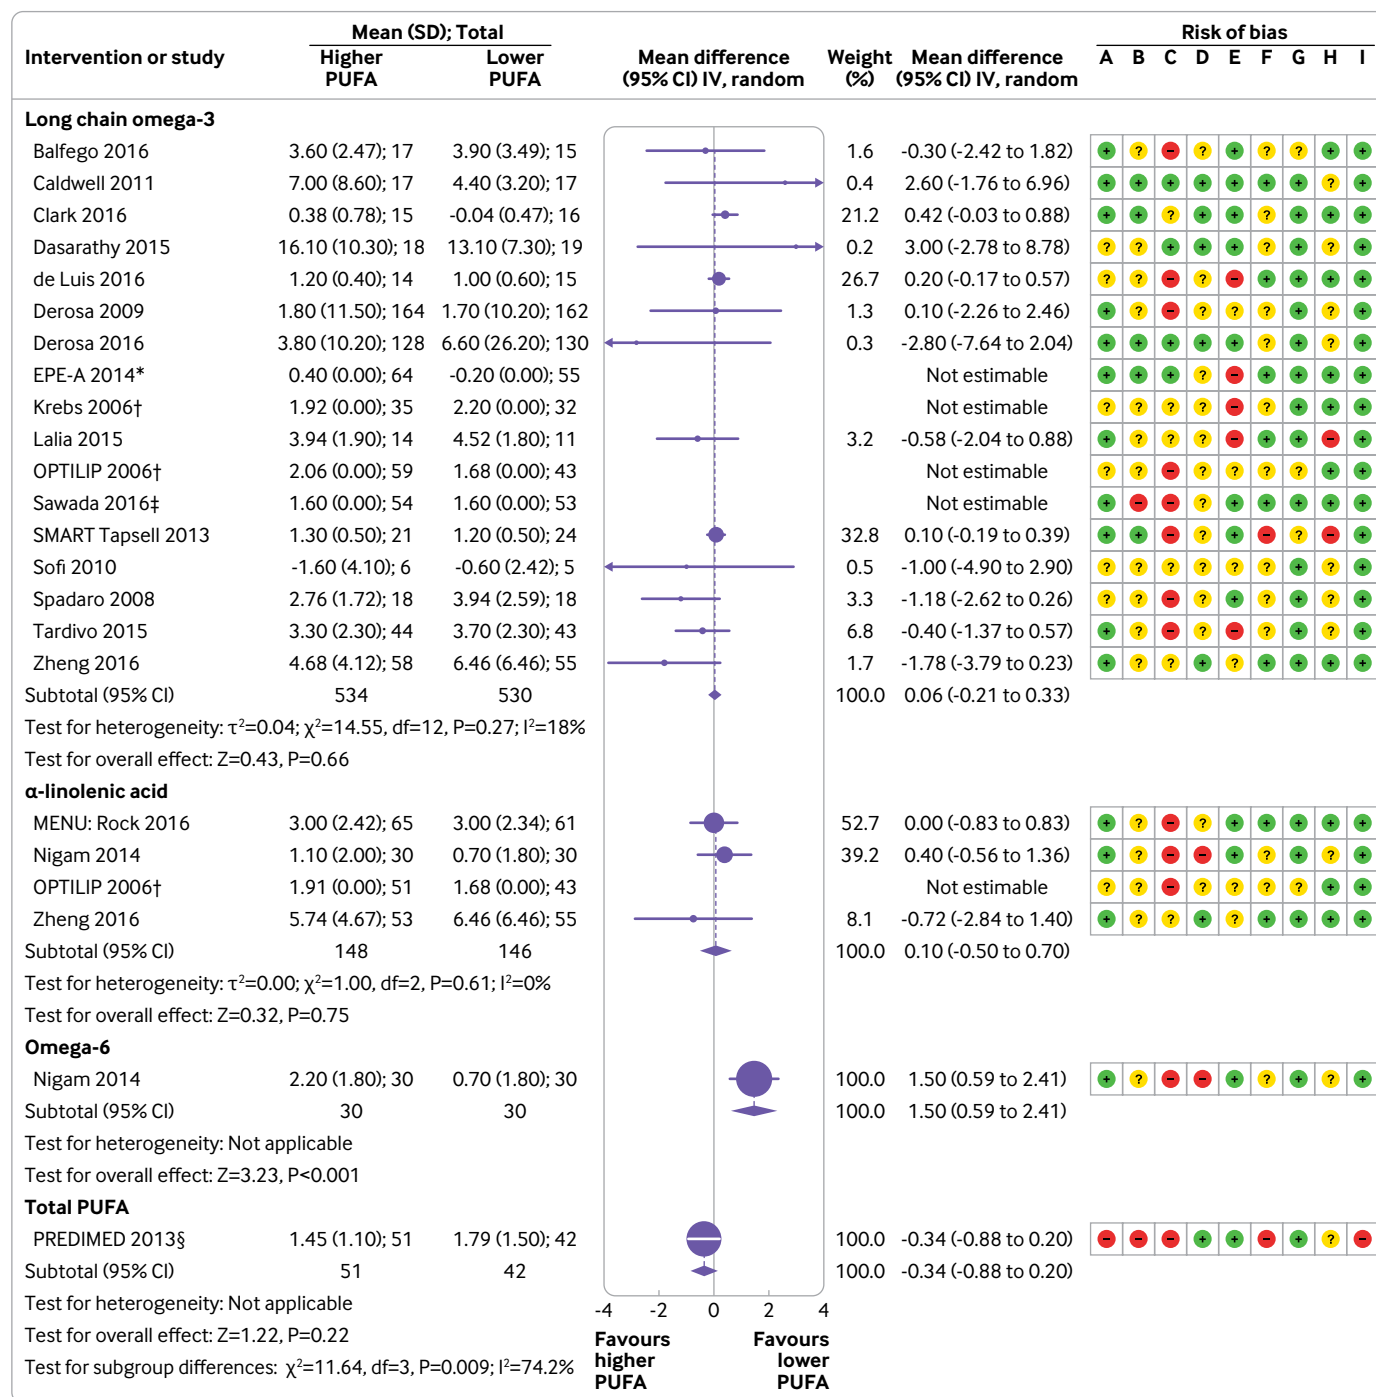 Mean (SD); Total Risk of bias
Intervention or study Higher PUFA Lower PUFA Mean difference (95% CI) IV, random Weight (%) Mean difference (95% CI) IV, random A B C D E F G H I
Long chain omega-3
Balfego 2016 3.60 (2.47); 17 3.90 (3.49); 15 1.6 -0.30 (-2.42 to 1.82) + ? - ? + ? ? + +
Caldwell 2011 7.00 (8.60); 17 4.40 (3.20); 17 0.4 2.60 (-1.76 to 6.96) + + + + + + + ? +
Clark 2016 0.38 (0.78); 15 -0.04 (0.47); 16 21.2 0.42 (-0.03 to 0.88) + + ? + + ? + + +
Dasarathy 2015 16.10 (10.30); 18 13.10 (7.30); 19 0.2 3.00 (-2.78 to 8.78) ? ? + + + ? + ? +
de Luis 2016 1.20 (0.40); 14 1.00 (0.60); 15 26.7 0.20 (-0.17 to 0.57) ? ? - ? - + + + +
Derosa 2009 1.80 (11.50); 164 1.70 (10.20); 162 1.3 0.10 (-2.26 to 2.46) + ? - ? ? ? + ? +
Derosa 2016 3.80 (10.20); 128 6.60 (26.20); 130 0.3 -2.80 (-7.64 to 2.04) + + + + + ? + ? +
EPE-A 2014* 0.40 (0.00); 64 -0.20 (0.00); 55 Not estimable + + + ? - + + + +
Krebs 2006† 1.92 (0.00); 35 2.20 (0.00); 32 Not estimable ? ? ? ? - ? + + +
Lalia 2015 3.94 (1.90); 14 4.52 (1.80); 11 3.2 -0.58 (-2.04 to 0.88) + ? ? ? - + + - +
OPTILIP 2006† 2.06 (0.00); 59 1.68 (0.00); 43 Not estimable ? ? - ? ? ? ? + +
Sawada 2016‡ 1.60 (0.00); 54 1.60 (0.00); 53 Not estimable + - - ? + + + + +
SMART Tapsell 2013 1.30 (0.50); 21 1.20 (0.50); 24 32.8 0.10 (-0.19 to 0.39) + + - ? + - ? - +
Sofi 2010 -1.60 (4.10); 6 -0.60 (2.42); 5 0.5 -1.00 (-4.90 to 2.90) ? ? ? ? ? ? + ? +
Spadaro 2008 2.76 (1.72); 18 3.94 (2.59); 18 3.3 -1.18 (-2.62 to 0.26) ? ? - ? + ? + ? +
Tardivo 2015 3.30 (2.30); 44 3.70 (2.30); 43 6.8 -0.40 (-1.37 to 0.57) + ? - ? - ? + ? +
Zheng 2016 4.68 (4.12); 58 6.46 (6.46); 55 1.7 -1.78 (-3.79 to 0.23) + ? ? + ? + + + +
Subtotal (95% CI) 534 530 100.0 0.06 (-0.21 to 0.33)
Test for heterogeneity: τ²=0.04; χ²=14.55, df=12, P=0.27; I²=18%
Test for overall effect: Z=0.43, P=0.66
α-linolenic acid
MENU: Rock 2016 3.00 (2.42); 65 3.00 (2.34); 61 52.7 0.00 (-0.83 to 0.83) + ? - ? + + + + +
Nigam 2014 1.10 (2.00); 30 0.70 (1.80); 30 39.2 0.40 (-0.56 to 1.36) + ? - - + ? + ? +
OPTILIP 2006† 1.91 (0.00); 51 1.68 (0.00); 43 Not estimable ? ? - ? ? ? ? + +
Zheng 2016 5.74 (4.67); 53 6.46 (6.46); 55 8.1 -0.72 (-2.84 to 1.40) + ? ? + ? + + + +
Subtotal (95% CI) 148 146 100.0 0.10 (-0.50 to 0.70)
Test for heterogeneity: τ²=0.00; χ²=1.00, df=2, P=0.61; I²=0%
Test for overall effect: Z=0.32, P=0.75
Omega-6
Nigam 2014 2.20 (1.80); 30 0.70 (1.80); 30 100.0 1.50 (0.59 to 2.41) + ? - - + ? + ? +
Subtotal (95% CI) 30 30 100.0 1.50 (0.59 to 2.41)
Test for heterogeneity: Not applicable
Test for overall effect: Z=3.23, P<0.001
Total PUFA
PREDIMED 2013§ 1.45 (1.10); 51 1.79 (1.50); 42 100.0 -0.34 (-0.88 to 0.20) - - - + + - + ? -
Subtotal (95% CI) 51 42 100.0 -0.34 (-0.88 to 0.20)
Test for heterogeneity: Not applicable
Test for overall effect: Z=1.22, P=0.22
Test for subgroup differences: χ²=11.64, df=3, P=0.009; I²=74.2%
-4 -2 0 2 4
Favours higher PUFA Favours lower PUFA